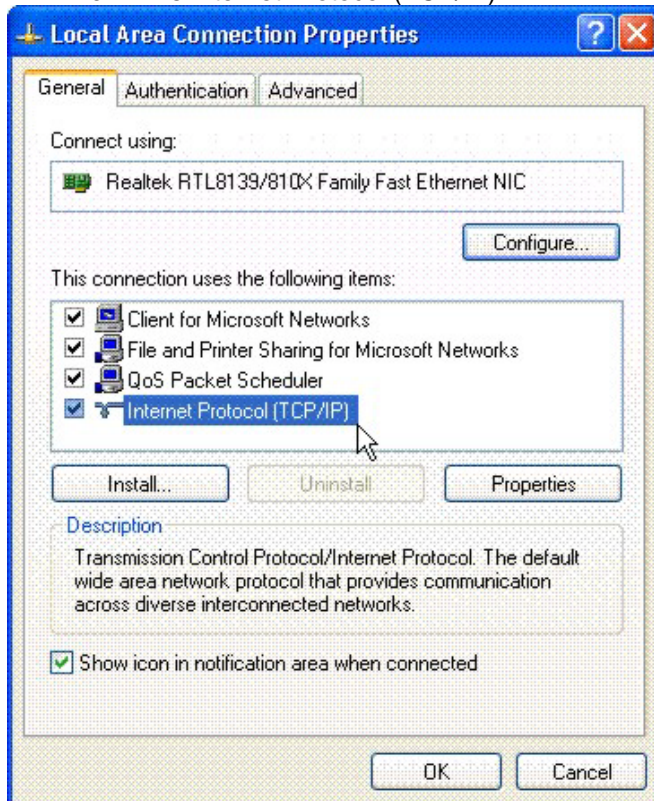 Local Area Connection Properties
General Authentication Advanced
Connect using:
Realtek RTL8139/810X Family Fast Ethernet NIC
Configure...
This connection uses the following items:
Client for Microsoft Networks
File and Printer Sharing for Microsoft Networks
QoS Packet Scheduler
Internet Protocol (TCP/IP)
Install... Uninstall Properties
Description
Transmission Control Protocol/Internet Protocol. The default
wide area network protocol that provides communication
across diverse interconnected networks.
Show icon in notification area when connected
OK Cancel